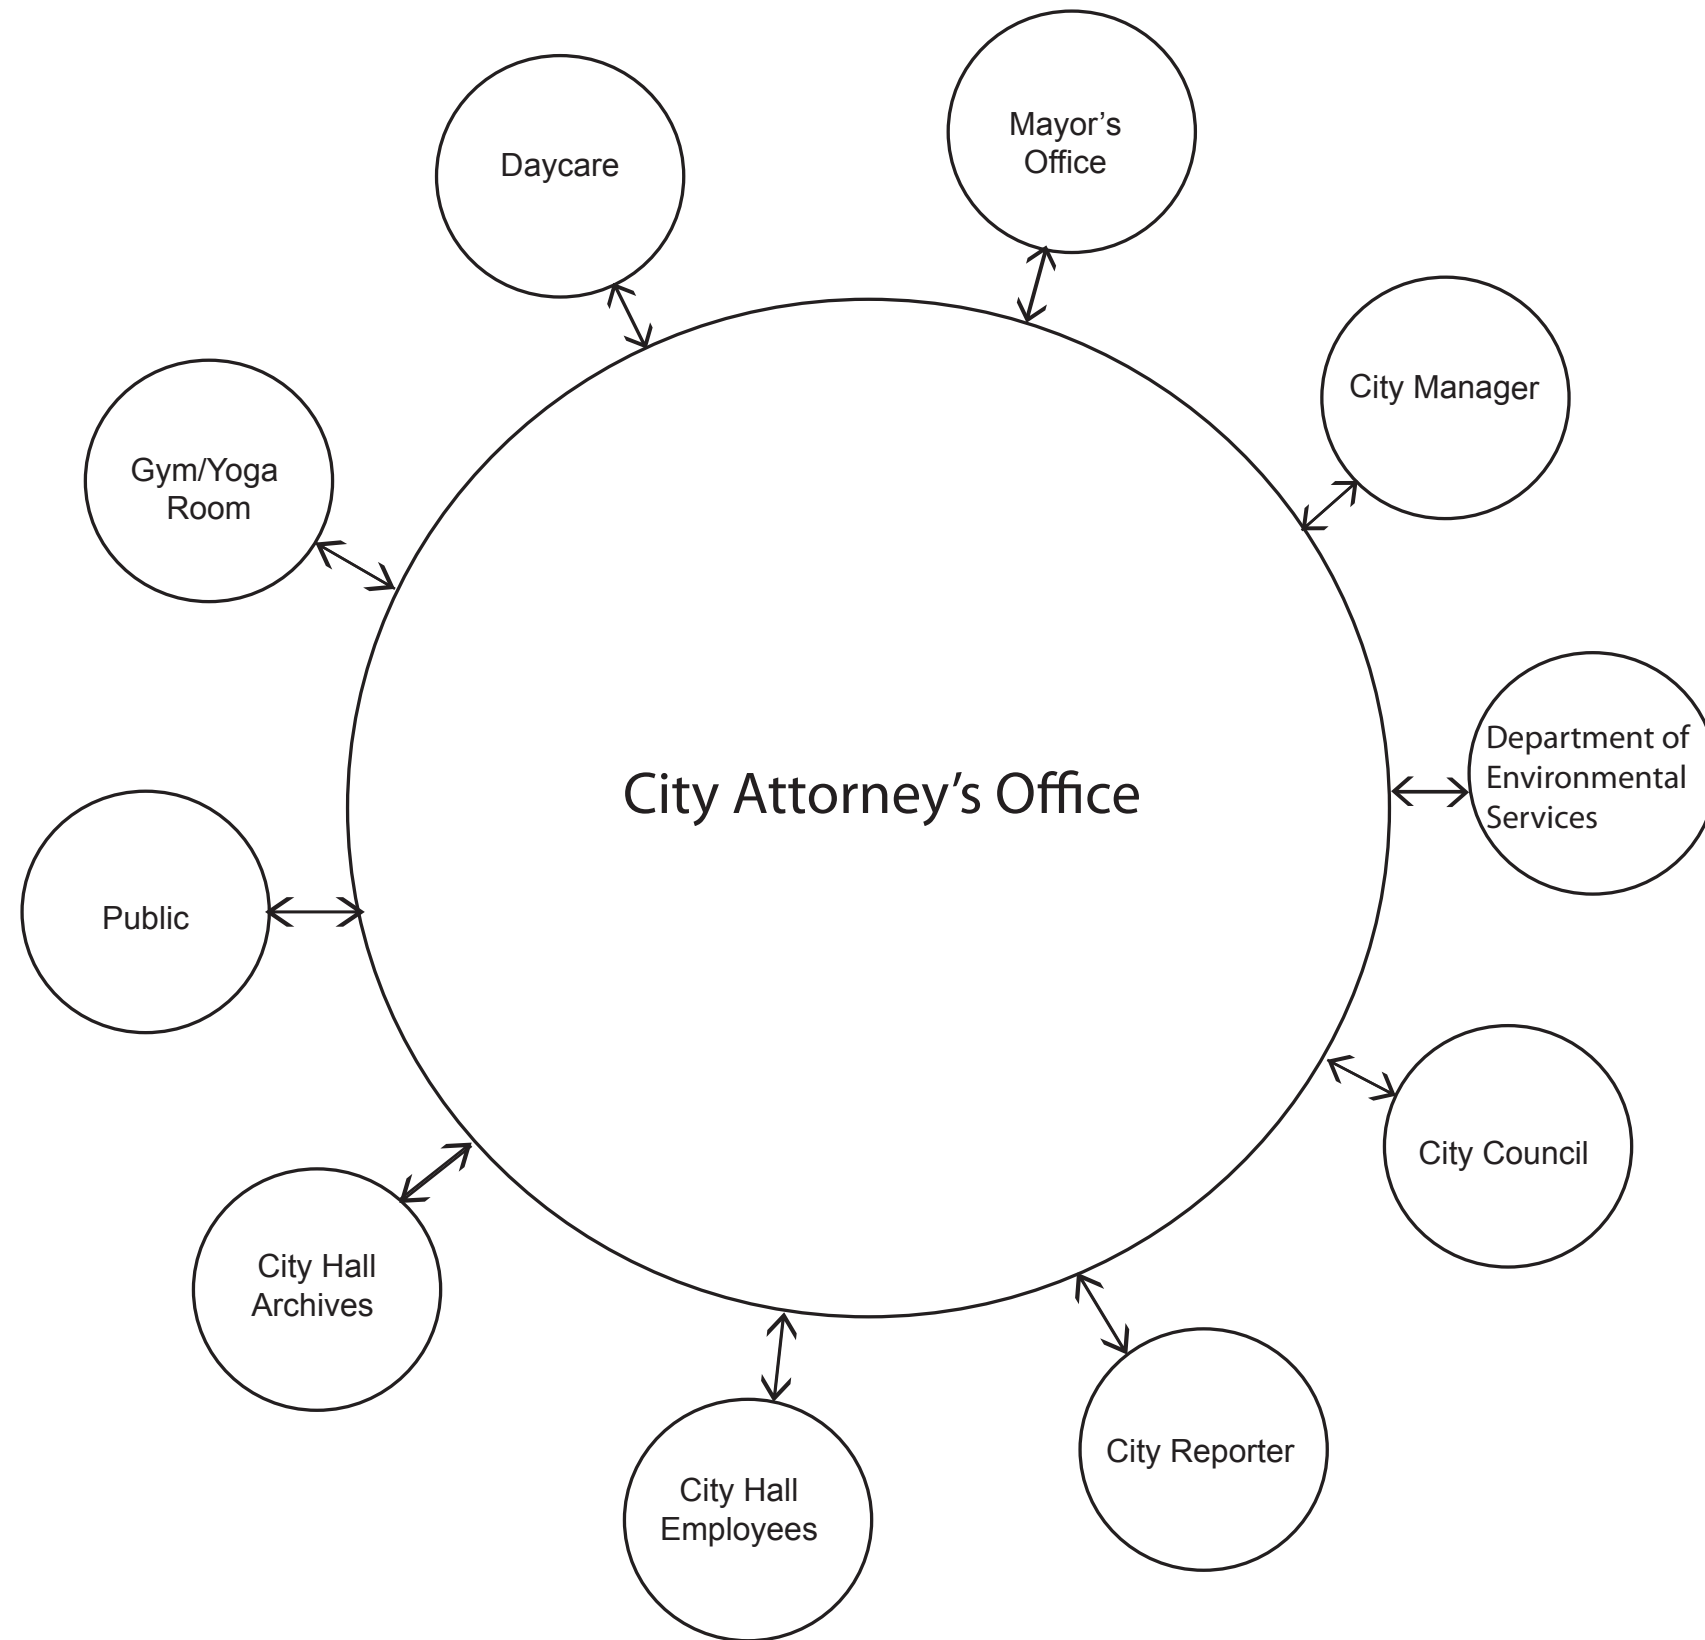 Mayor’s
Office
Daycare
City Manager
Gym/Yoga
Room
Department of
Environmental
Services
City Attorney’s Office
Public
City Council
City Hall
Archives
City Reporter
City Hall
Employees